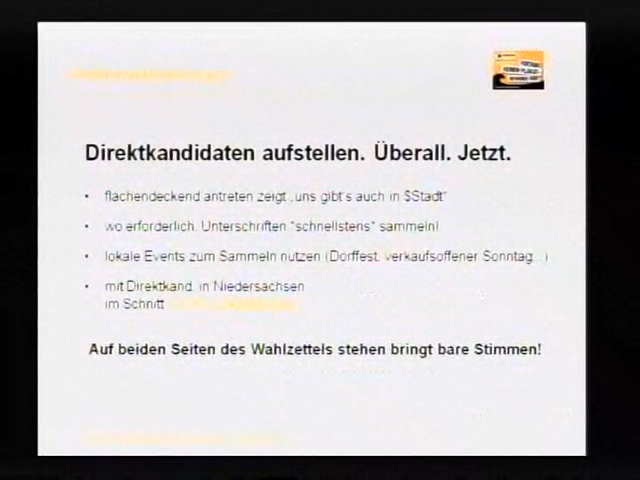 Direktkandidaten aufstellen. Überall. Jetzt.
• flächendeckend antreten zeigt „uns gibt's auch in $Stadt"
• wo erforderlich: Unterschriften "schnellstens" sammeln!
• lokale Events zum Sammeln nutzen (Dorffest, verkaufsoffener Sonntag...)
• mit Direktkand. in Niedersachsen
im Schnitt
Auf beiden Seiten des Wahlzettels stehen bringt bare Stimmen!